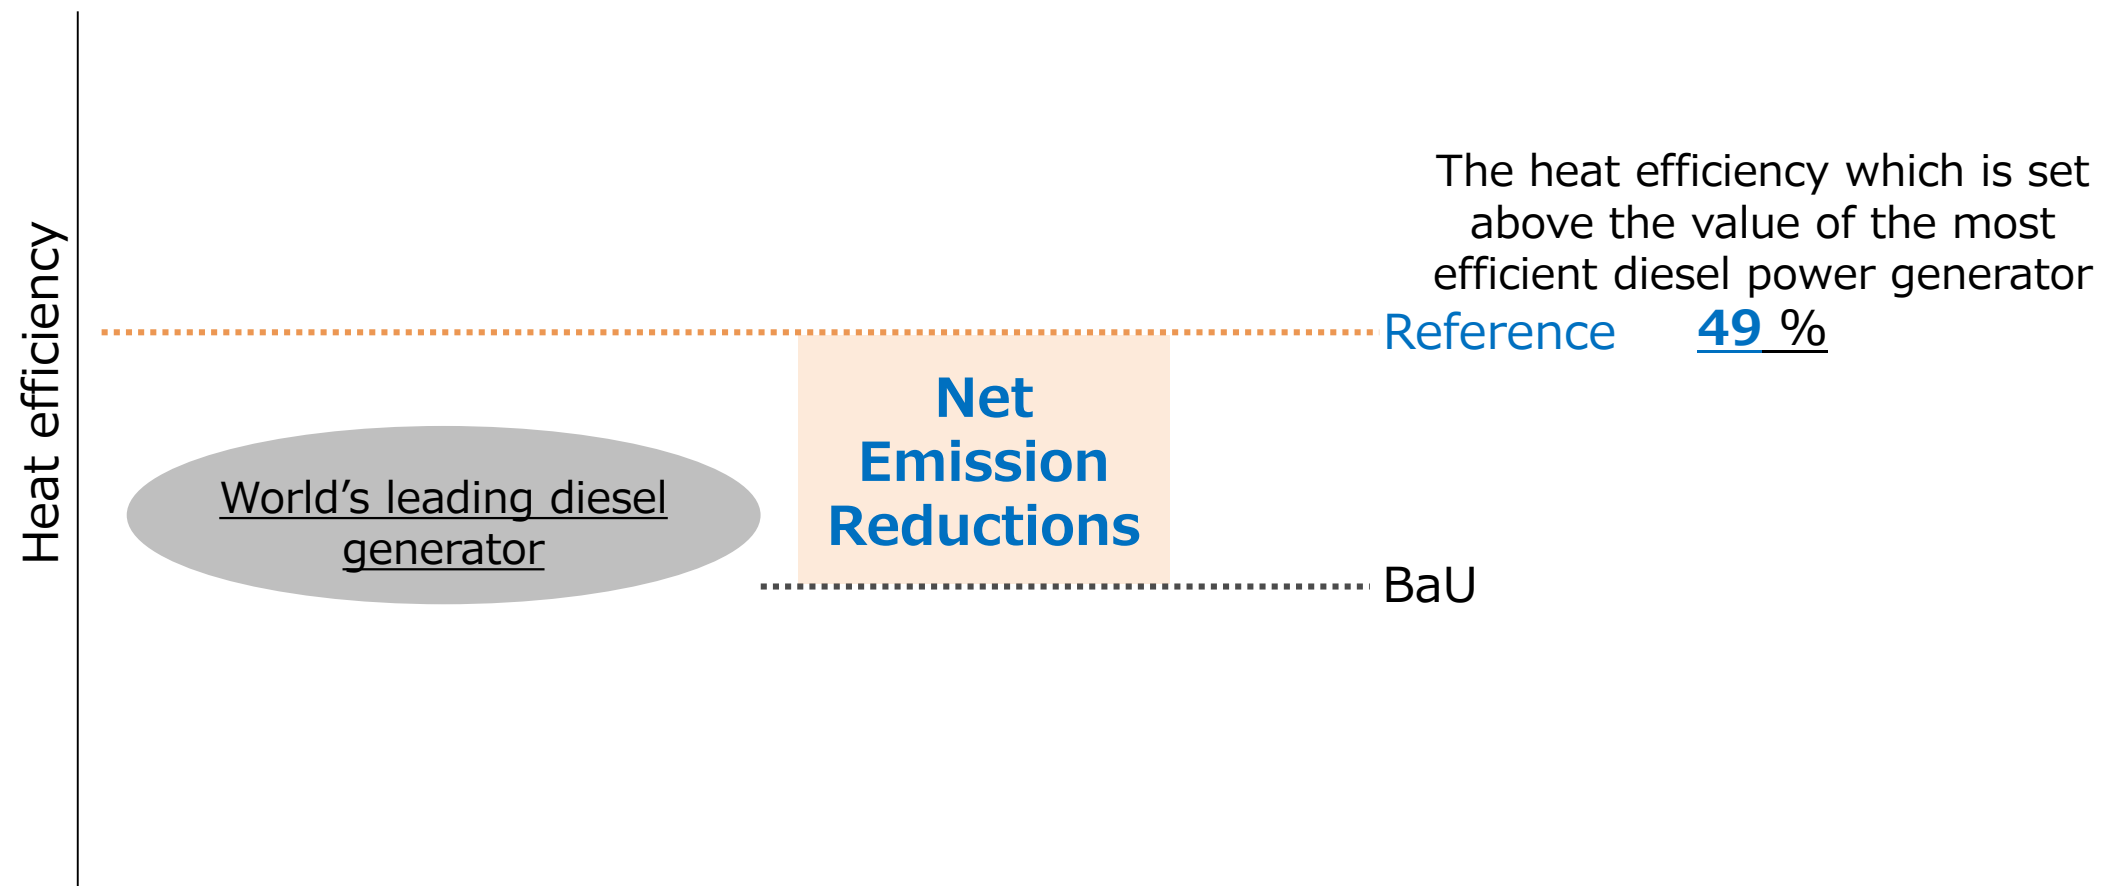 Heat efficiency
The heat efficiency which is set
above the value of the most
efficient diesel power generator
Reference 49 %
Net
Emission
Reductions
World’s leading diesel
generator
BaU